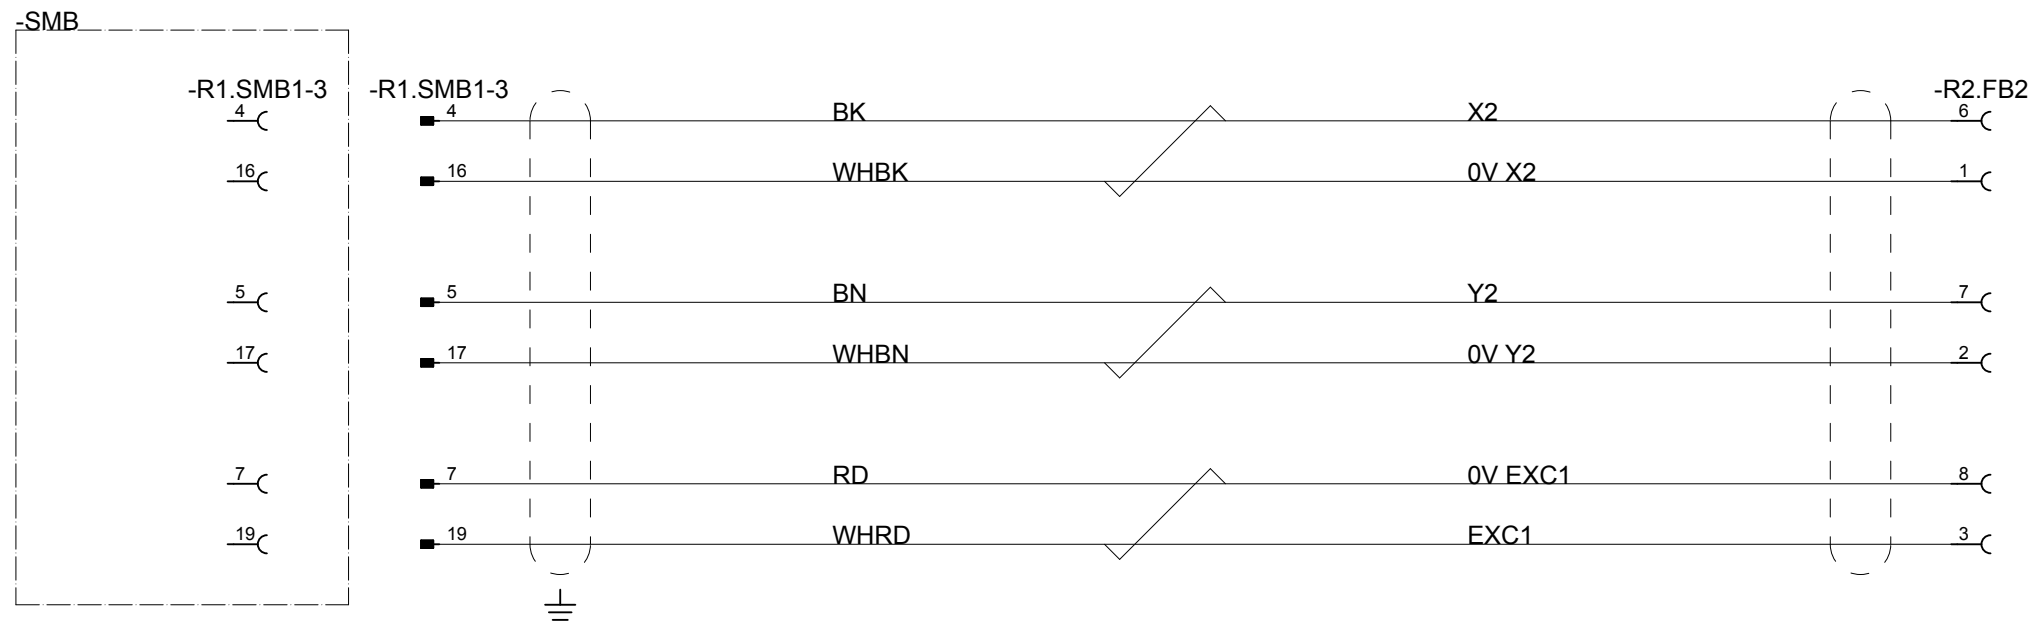 -SMB
-R1.SMB1-3 -R1.SMB1-3 -R2.FB2
4 4 BK X2 6
16 16 WHBK 0V X2 1
5 5 BN Y2 7
17 17 WHBN 0V Y2 2
7 7 RD 0V EXC1 8
19 19 WHRD EXC1 3